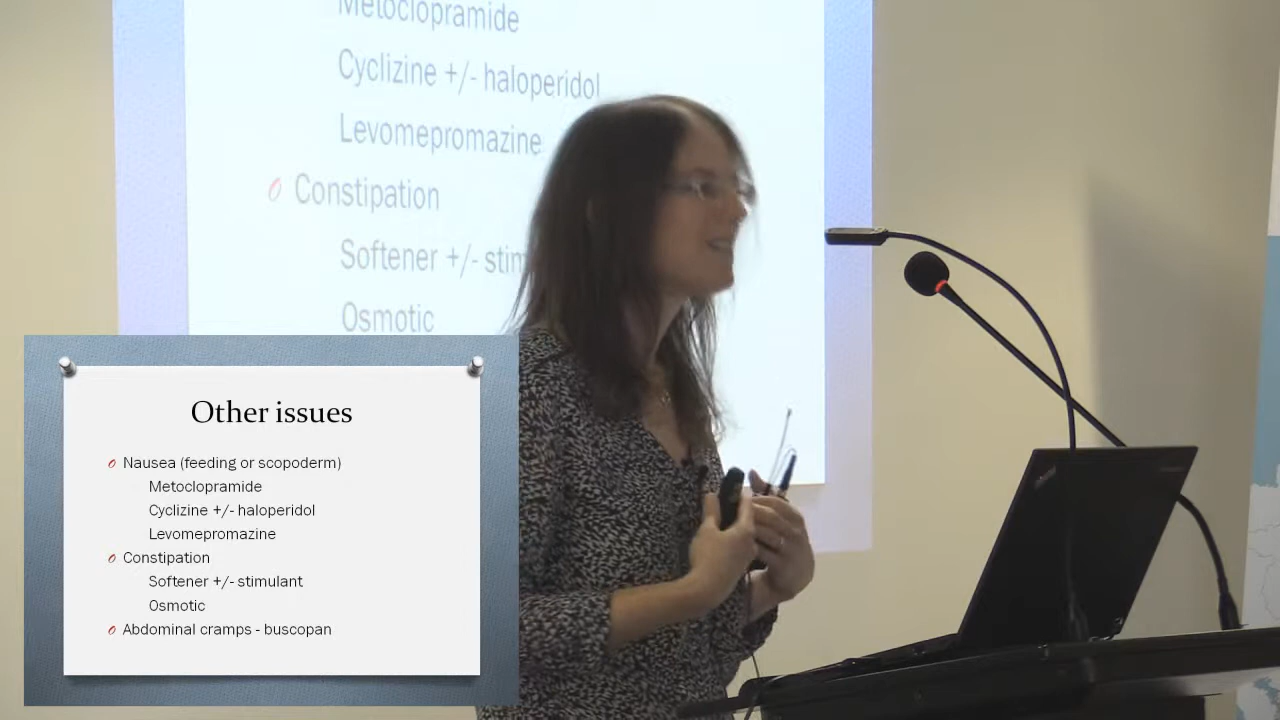 Metoclopramide
Cyclizine +/- haloperidol
Levomepromazine
Constipation
Softener +/- stim
Osmotic
Other issues
Nausea (feeding or scopoderm)
Metoclopramide
Cyclizine +/- haloperidol
Levomepromazine
Constipation
Softener +/- stimulant
Osmotic
Abdominal cramps - buscopan